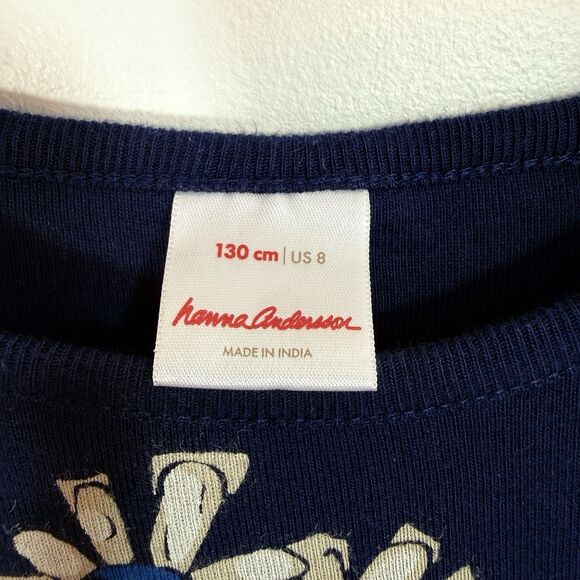 130 cm | US 8
hanna andersson
MADE IN INDIA